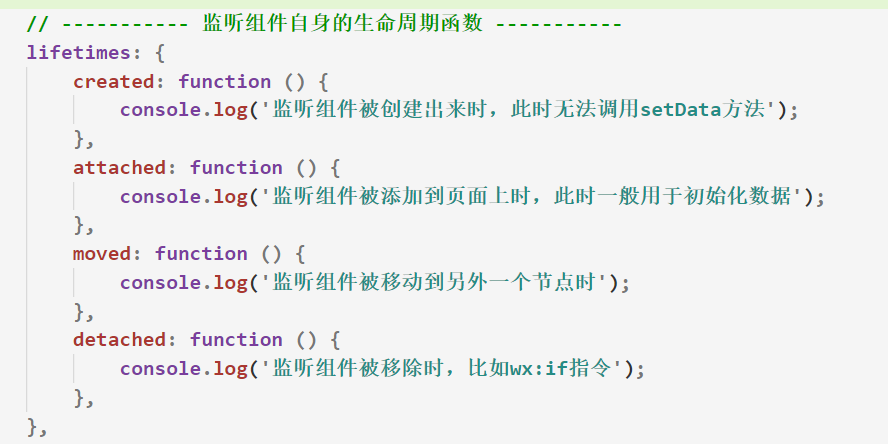 // ----------- 监听组件自身的生命周期函数 -----------
lifetimes: {
created: function () {
console.log('监听组件被创建出来时，此时无法调用setData方法');
},
attached: function () {
console.log('监听组件被添加到页面上时，此时一般用于初始化数据');
},
moved: function () {
console.log('监听组件被移动到另外一个节点时');
},
detached: function () {
console.log('监听组件被移除时，比如wx:if指令');
},
},